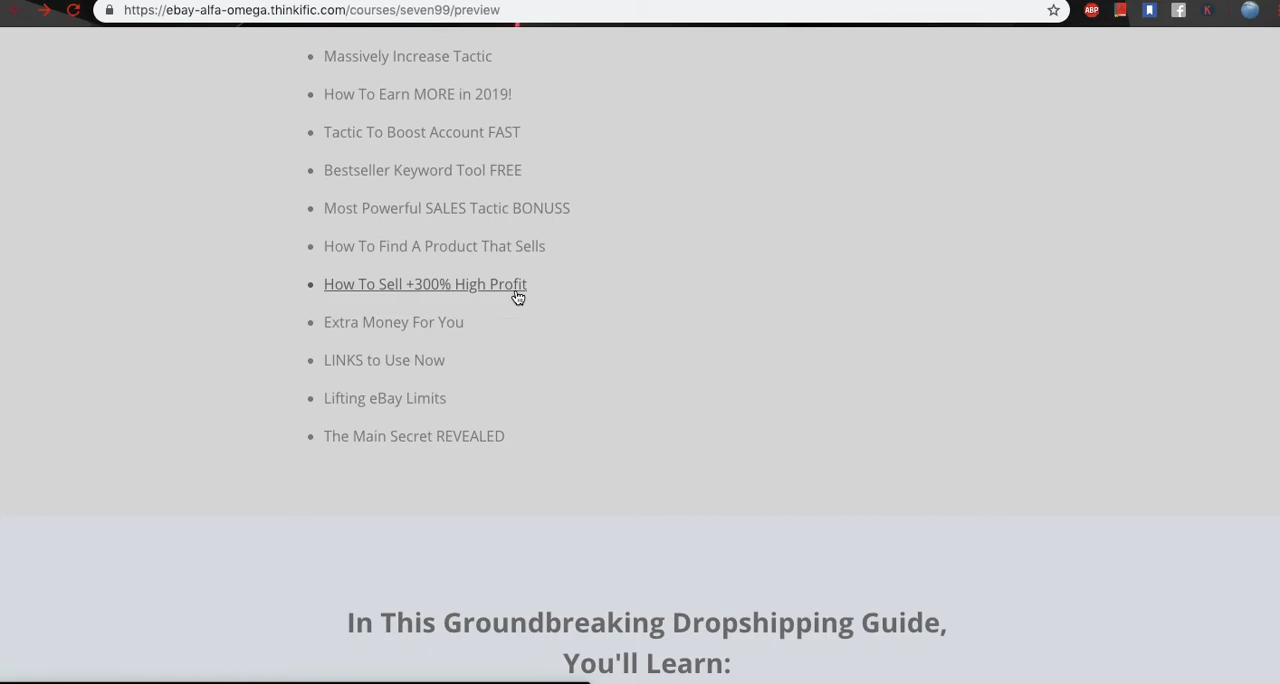 https://ebay-alfa-omega.thinkific.com/courses/seven99/preview
ABP
K
Massively Increase Tactic
How To Earn MORE in 2019!
Tactic To Boost Account FAST
Bestseller Keyword Tool FREE
Most Powerful SALES Tactic BONUSS
How To Find A Product That Sells
How To Sell +300% High Profit
Extra Money For You
LINKS to Use Now
Lifting eBay Limits
The Main Secret REVEALED
In This Groundbreaking Dropshipping Guide,
You'll Learn: